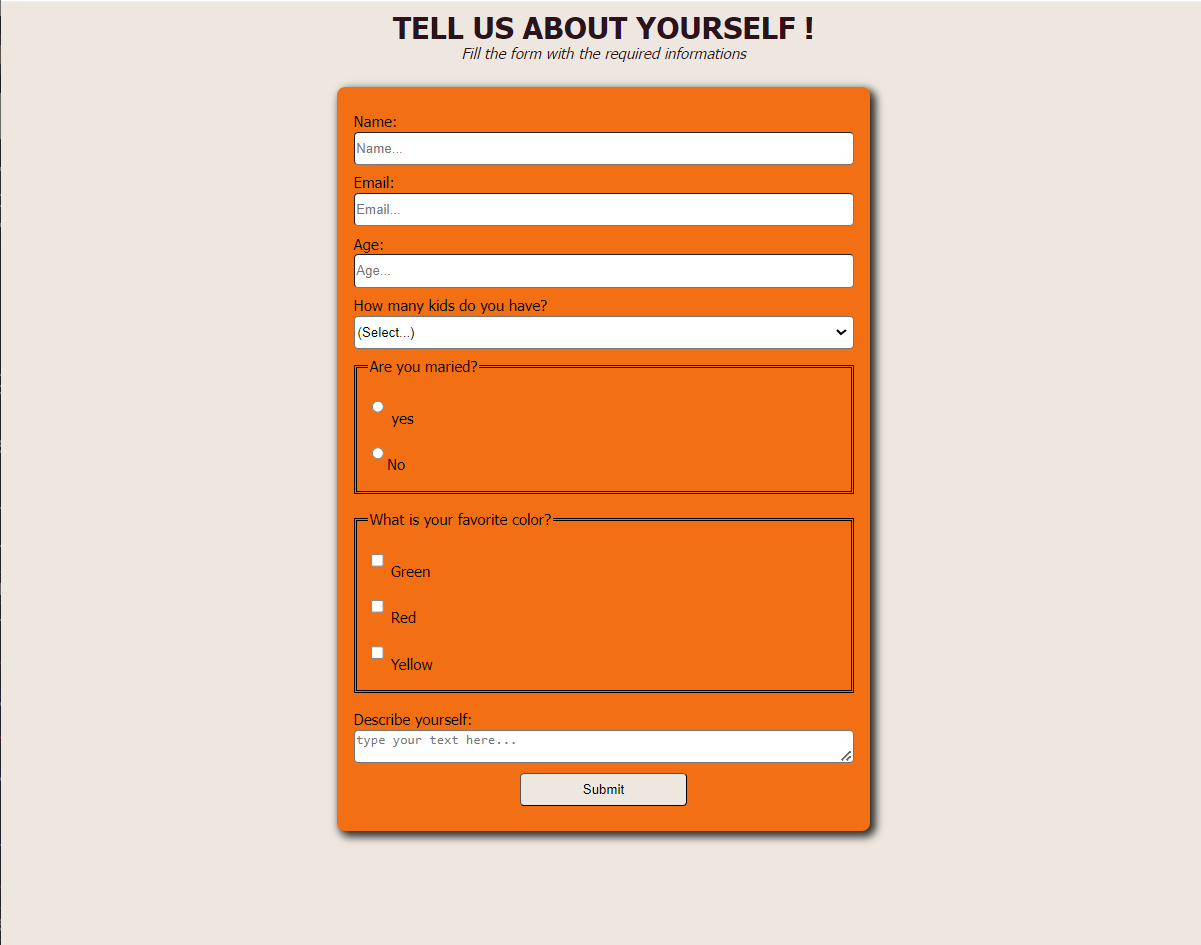 TELL US ABOUT YOURSELF !
Fill the form with the required informations
Name:
Name...
Email:
Email...
Age:
Age...
How many kids do you have?
(Select...)
Are you maried?
yes
No
What is your favorite color?
Green
Red
Yellow
Describe yourself:
type your text here...
Submit